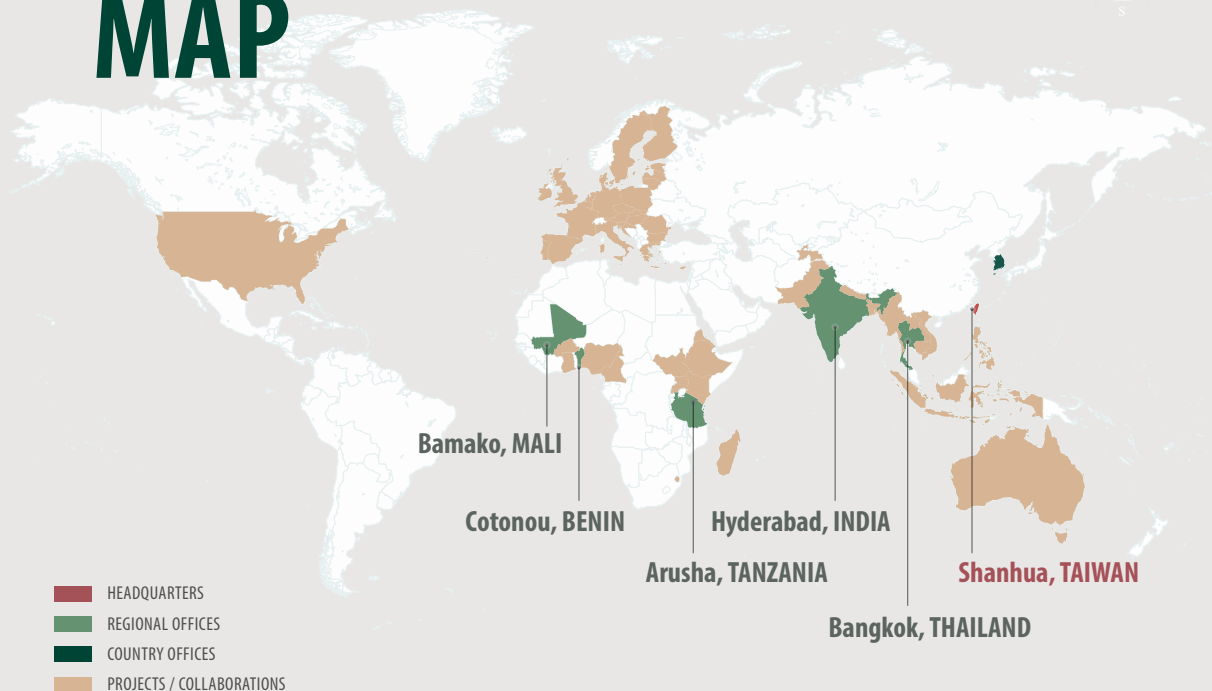 MAP
S
Bamako, MALI
Cotonou, BENIN
Hyderabad, INDIA
Arusha, TANZANIA
Shanhua, TAIWAN
Bangkok, THAILAND
HEADQUARTERS
REGIONAL OFFICES
COUNTRY OFFICES
PROJECTS / COLLABORATIONS